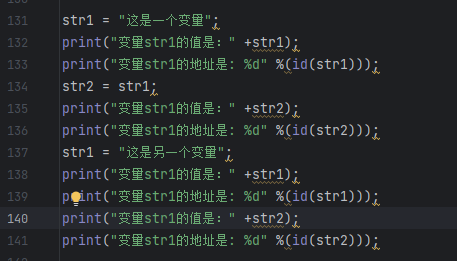 131 str1 = "这是一个变量";
132 print("变量str1的值是：" +str1);
133 print("变量str1的地址是: %d" %(id(str1)));
134 str2 = str1;
135 print("变量str1的值是：" +str2);
136 print("变量str1的地址是: %d" %(id(str2)));
137 str1 = "这是另一个变量";
138 print("变量str1的值是：" +str1);
139 print("变量str1的地址是: %d" %(id(str1)));
140 print("变量str1的值是：" +str2);
141 print("变量str1的地址是: %d" %(id(str2)));